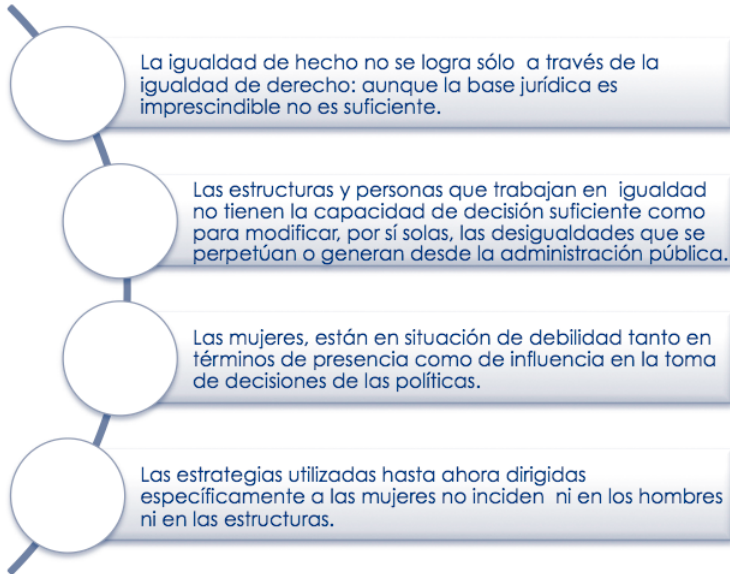 La igualdad de hecho no se logra sólo a través de la
igualdad de derecho: aunque la base jurídica es
imprescindible no es suficiente.
Las estructuras y personas que trabajan en igualdad
no tienen la capacidad de decisión suficiente como
para modificar, por sí solas, las desigualdades que se
perpetúan o generan desde la administración pública.
Las mujeres, están en situación de debilidad tanto en
términos de presencia como de influencia en la toma
de decisiones de las políticas.
Las estrategias utilizadas hasta ahora dirigidas
específicamente a las mujeres no inciden ni en los hombres
ni en las estructuras.